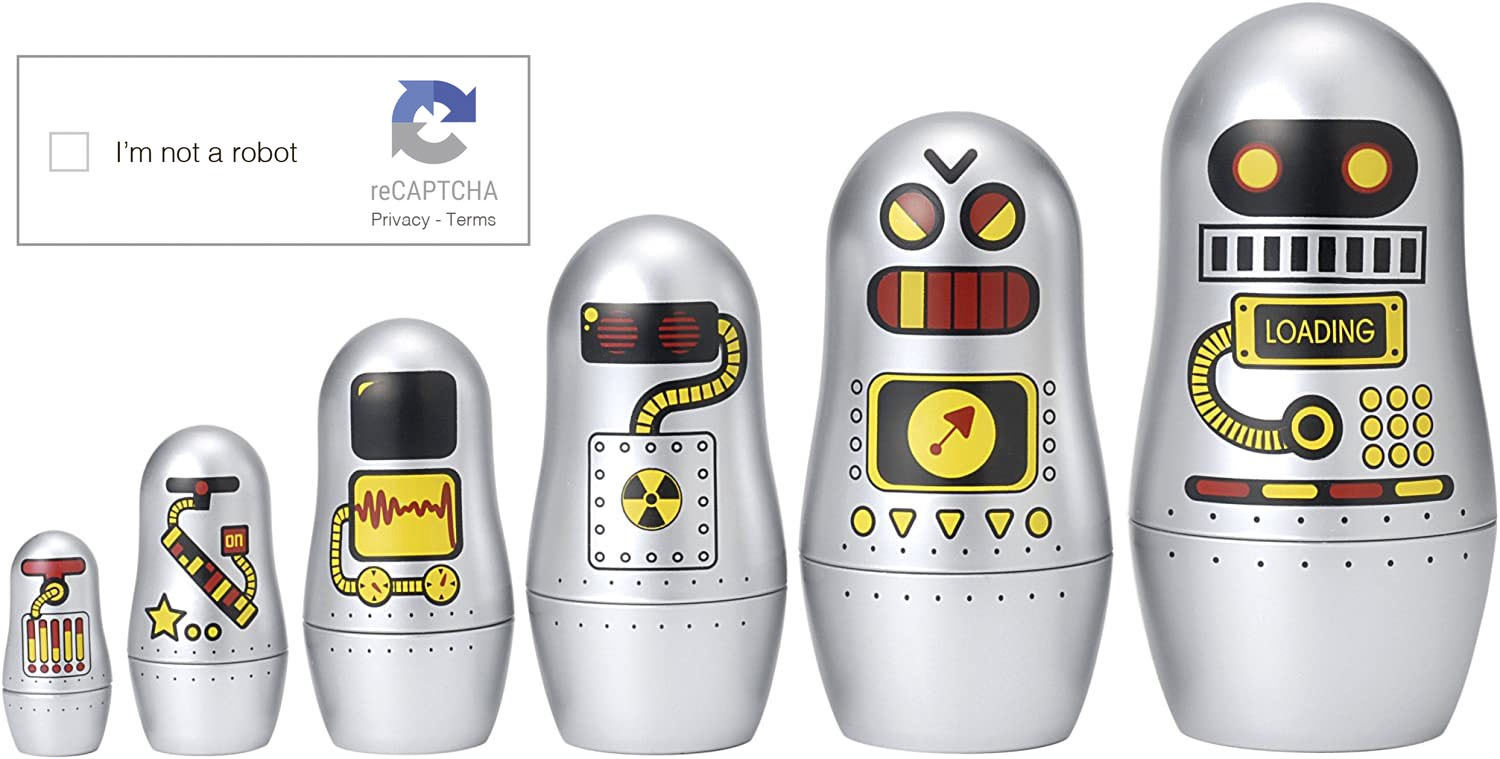 I'm not a robot
reCAPTCHA
Privacy - Terms
ON
LOADING